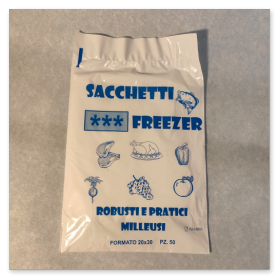 SACCHETTI
*** FREEZER
ROBUSTI E PRATICI
MILLEUSI
FORMATO 20x30 PZ. 50